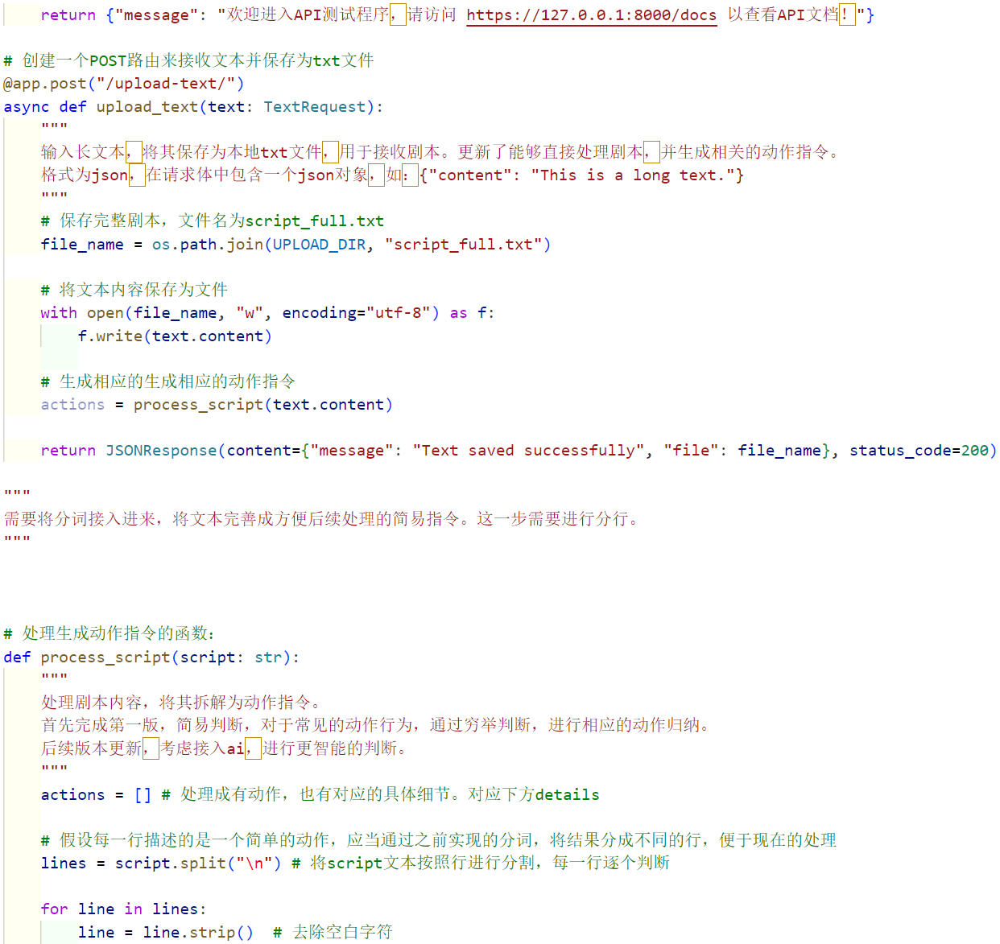 return {"message": "欢迎进入API测试程序，请访问 https://127.0.0.1:8000/docs 以查看API文档！"}
# 创建一个POST路由来接收文本并保存为txt文件
@app.post("/upload-text/")
async def upload_text(text: TextRequest):
"""
输入长文本，将其保存为本地txt文件，用于接收剧本。更新了能够直接处理剧本，并生成相关的动作指令。
格式为json，在请求体中包含一个json对象，如：{"content": "This is a long text."}
"""
# 保存完整剧本，文件名为script_full.txt
file_name = os.path.join(UPLOAD_DIR, "script_full.txt")
# 将文本内容保存为文件
with open(file_name, "w", encoding="utf-8") as f:
f.write(text.content)
# 生成相应的生成相应的动作指令
actions = process_script(text.content)
return JSONResponse(content={"message": "Text saved successfully", "file": file_name}, status_code=200)
"""
需要将分词接入进来，将文本完善成方便后续处理的简易指令。这一步需要进行分行。
"""
# 处理生成动作指令的函数：
def process_script(script: str):
"""
处理剧本内容，将其拆解为动作指令。
首先完成第一版，简易判断，对于常见的动作行为，通过穷举判断，进行相应的动作归纳。
后续版本更新，考虑接入ai，进行更智能的判断。
"""
actions = [] # 处理成有动作，也有对应的具体细节。对应下方details
# 假设每一行描述的是一个简单的动作，应当通过之前实现的分词，将结果分成不同的行，便于现在的处理
lines = script.split("\n") # 将script文本按照行进行分割，每一行逐个判断
for line in lines:
line = line.strip()  # 去除空白字符